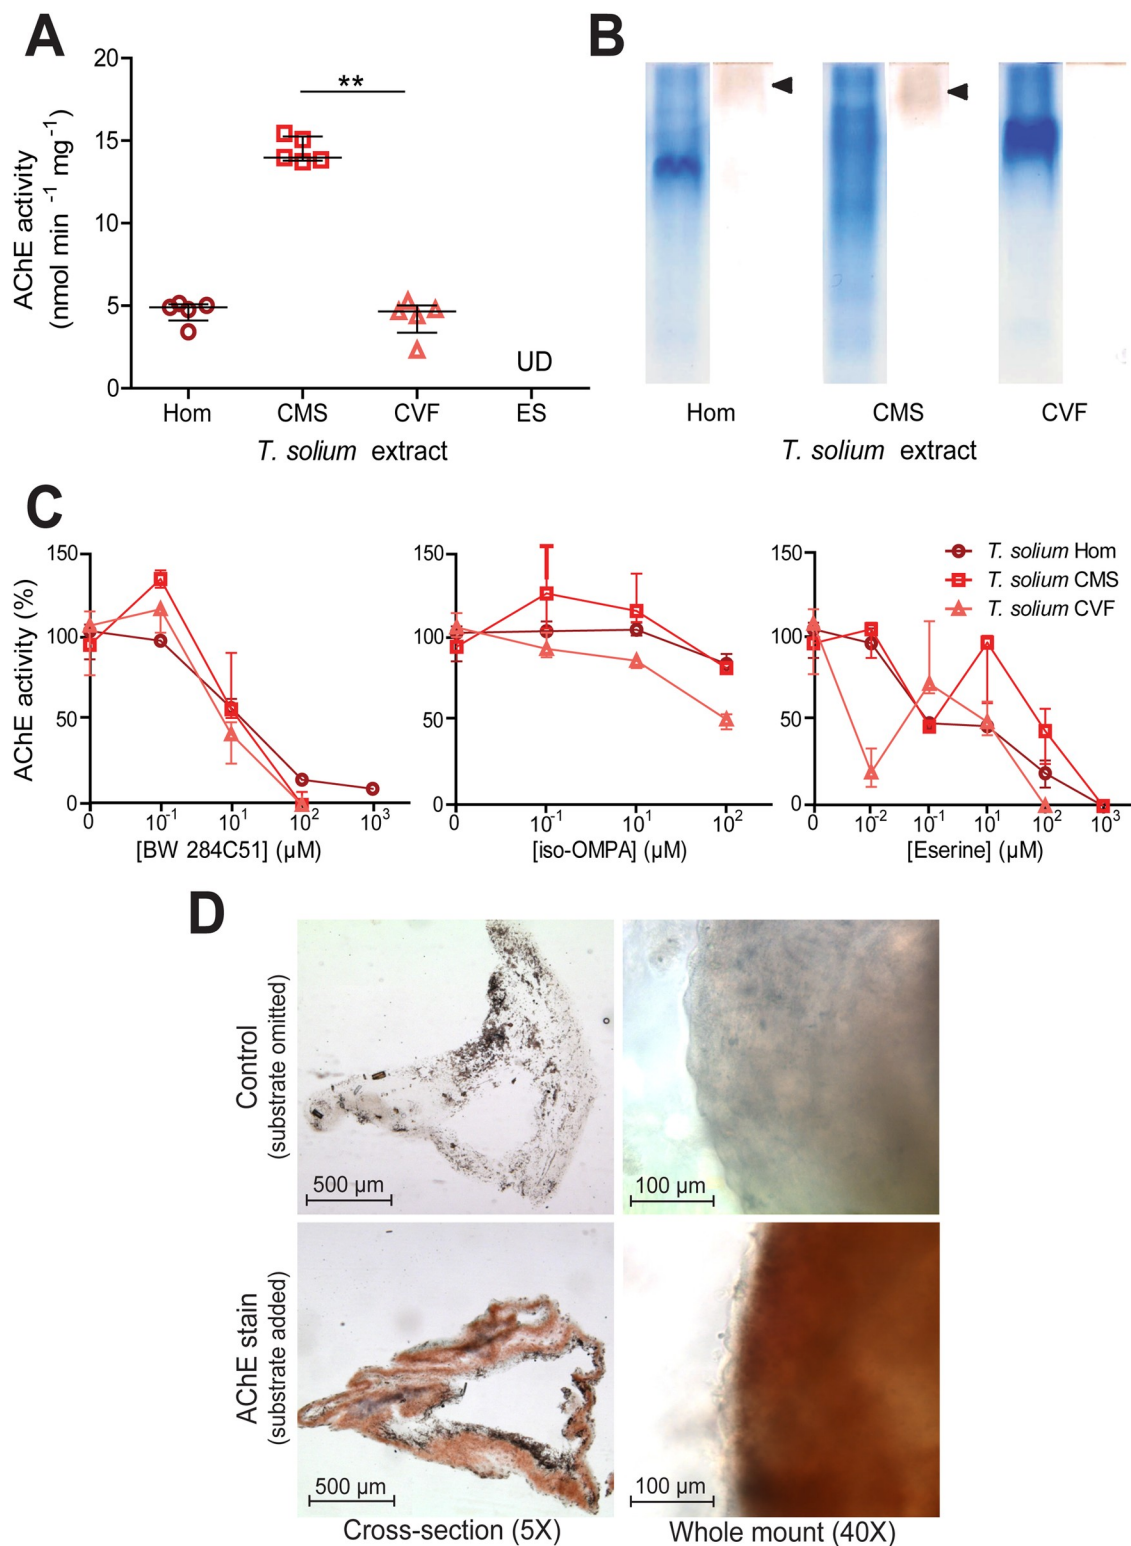 A
AChE activity
(nmol min -1 mg -1)
20
15
10
5
0
**
UD
Hom CMS CVF ES
T. solium extract
B
Hom CMS CVF
T. solium extract
C
AChE activity (%)
150
100
50
0
0 10-1 101 102 103
[BW 284C51] (µM)
150
100
50
0
0 10-1 101 102
[iso-OMPA] (µM)
150
100
50
0
0 10-2 10-1 101 102 103
[Eserine] (µM)
T. solium Hom
T. solium CMS
T. solium CVF
D
Control
(substrate omitted)
500 µm
100 µm
AChE stain
(substrate added)
500 µm
100 µm
Cross-section (5X)
Whole mount (40X)